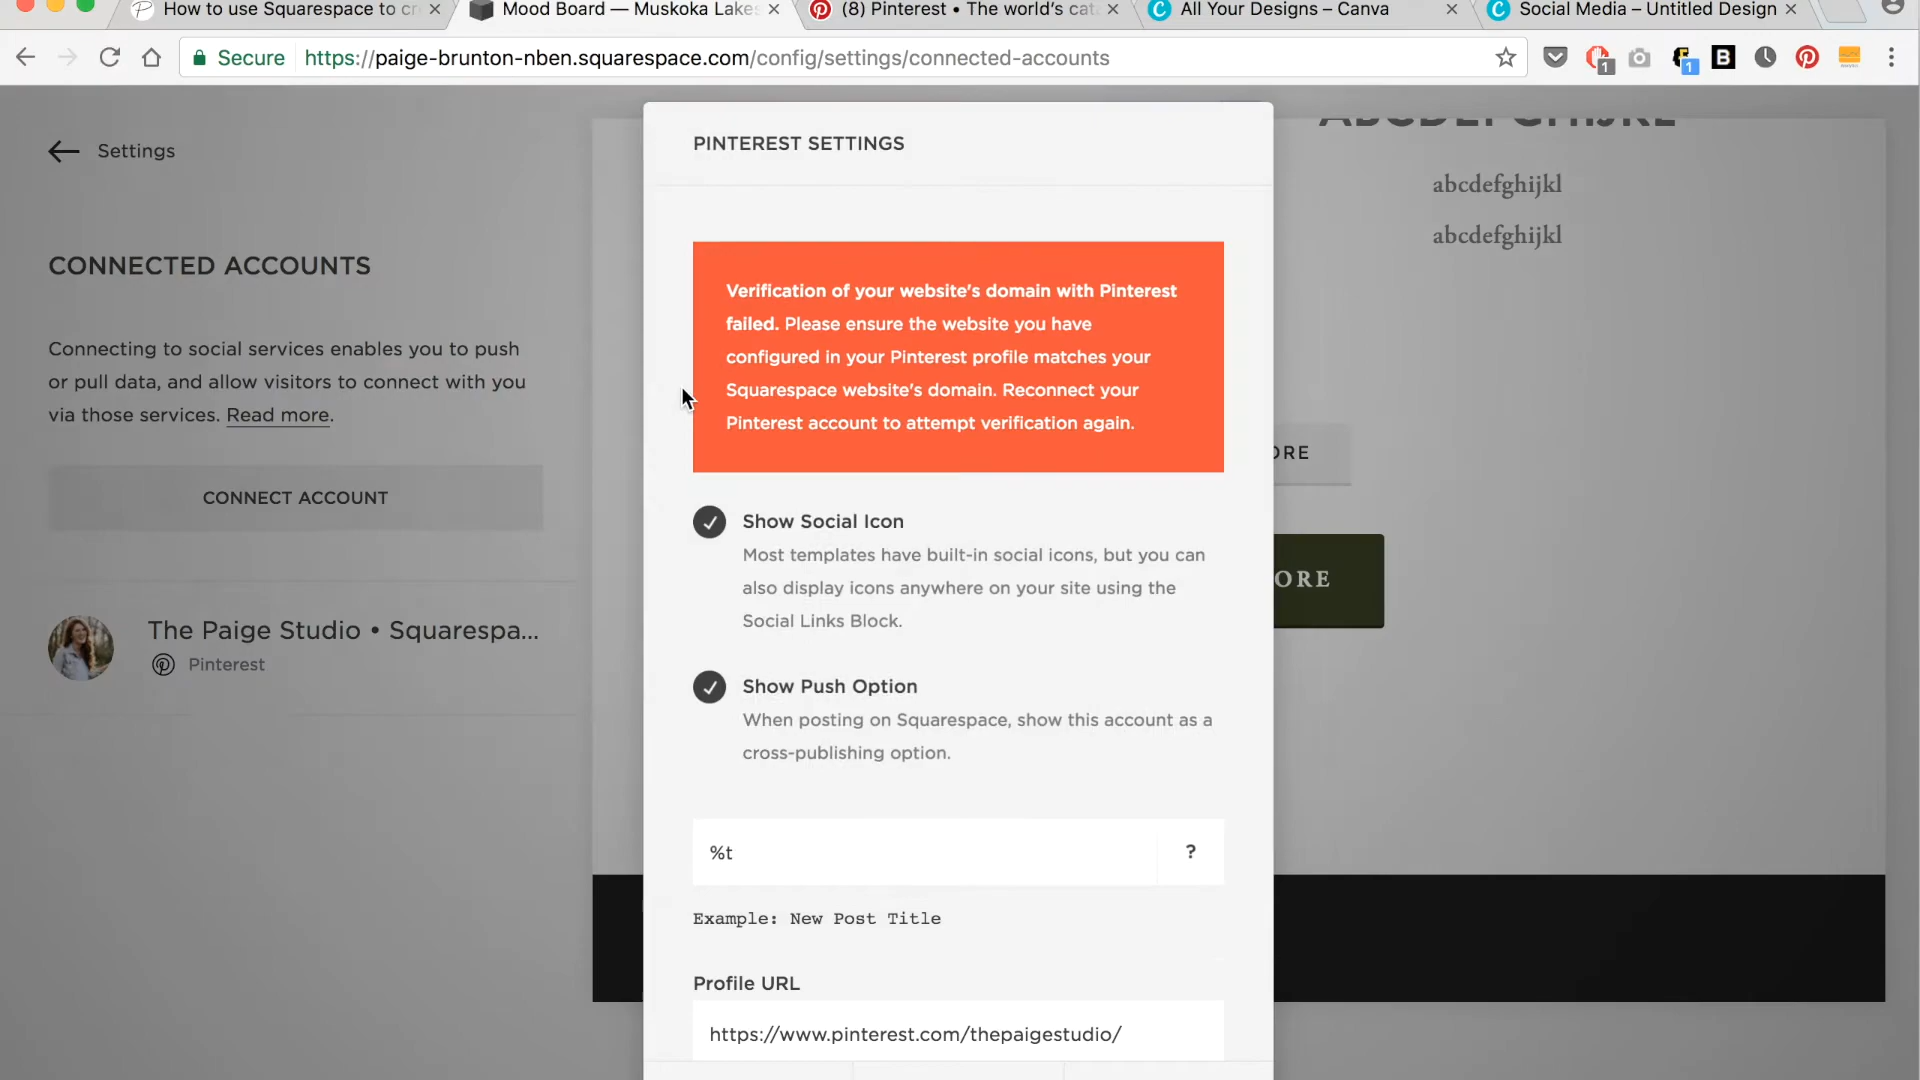 How to use Squarespace to cr
Mood Board — Muskoka Lake
(8) Pinterest • The world's cat
All Your Designs – Canva
Social Media – Untitled Design
Secure
https://paige-brunton-nben.squarespace.com/config/settings/connected-accounts
1
1
B
Settings
CONNECTED ACCOUNTS
Connecting to social services enables you to push
or pull data, and allow visitors to connect with you
via those services. Read more.
CONNECT ACCOUNT
The Paige Studio • Squarespa...
Pinterest
PINTEREST SETTINGS
Verification of your website's domain with Pinterest
failed. Please ensure the website you have
configured in your Pinterest profile matches your
Squarespace website's domain. Reconnect your
Pinterest account to attempt verification again.
Show Social Icon
Most templates have built-in social icons, but you can
also display icons anywhere on your site using the
Social Links Block.
Show Push Option
When posting on Squarespace, show this account as a
cross-publishing option.
%t
?
Example: New Post Title
Profile URL
https://www.pinterest.com/thepaigestudio/
ABCDEFGHIJKL
abcdefghijkl
abcdefghijkl
ORE
ORE